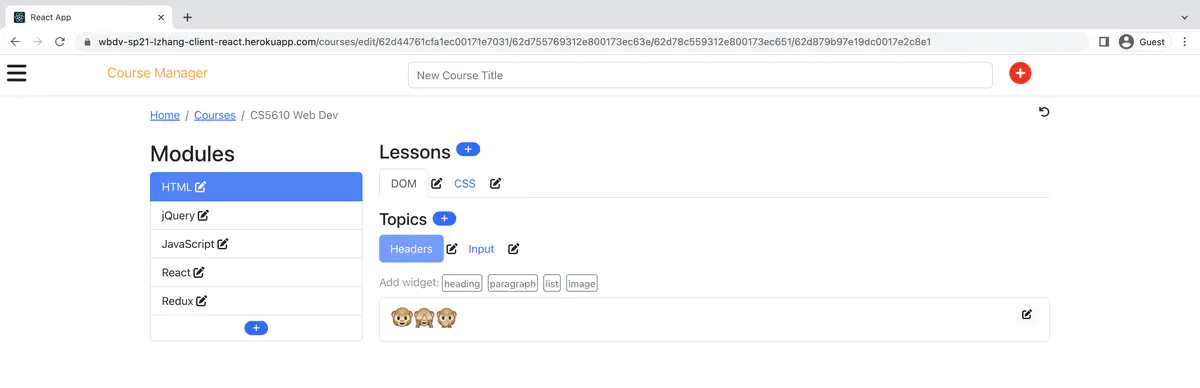 React App
wbdv-sp21-lzhang-client-react.herokuapp.com/courses/edit/62d44761cfa1ec00171e7031/62d755769312e800173ec63e/62d78c559312e800173ec651/62d879b97e19dc0017e2c8e1
Guest
Course Manager
New Course Title
Home / Courses / CS5610 Web Dev
Modules
HTML
jQuery
JavaScript
React
Redux
Lessons
DOM CSS
Topics
Headers Input
Add widget: heading paragraph list image
🐵🙈🙊